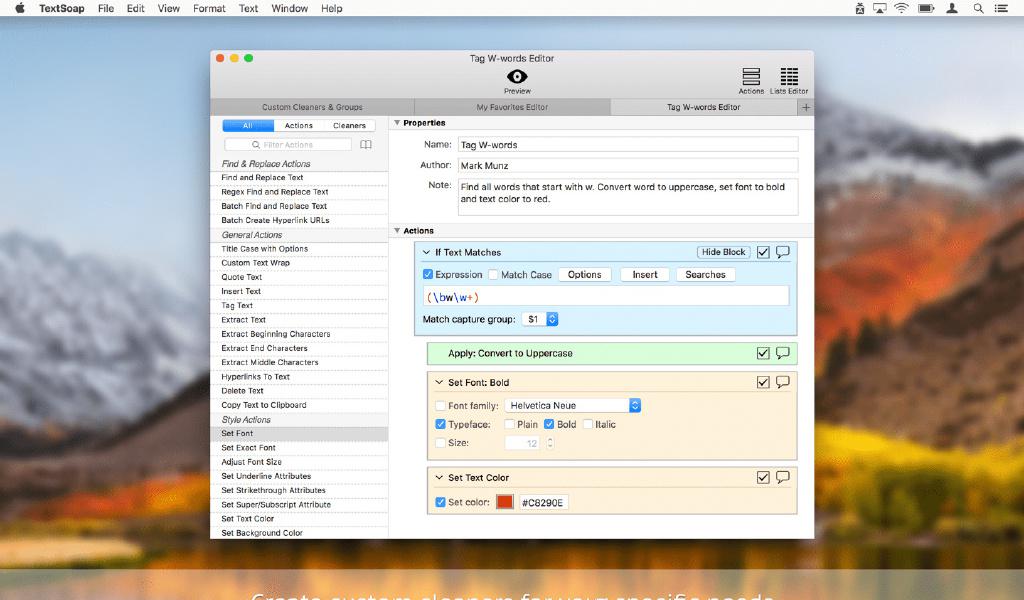 TextSoap File Edit View Format Text Window Help
Tag W-words Editor
Preview
Actions Lists Editor
Custom Cleaners & Groups My Favorites Editor Tag W-words Editor +
All Actions Cleaners
Filter Actions
Find & Replace Actions
Find and Replace Text
Regex Find and Replace Text
Batch Find and Replace Text
Batch Create Hyperlink URLs
General Actions
Title Case with Options
Custom Text Wrap
Quote Text
Insert Text
Tag Text
Extract Text
Extract Beginning Characters
Extract End Characters
Extract Middle Characters
Hyperlinks To Text
Delete Text
Copy Text to Clipboard
Style Actions
Set Font
Set Exact Font
Adjust Font Size
Set Underline Attributes
Set Strikethrough Attributes
Set Super/Subscript Attribute
Set Text Color
Set Background Color
Properties
Name: Tag W-words
Author: Mark Munz
Note: Find all words that start with w. Convert word to uppercase, set font to bold
and text color to red.
Actions
If Text Matches Hide Block
Expression Match Case Options Insert Searches
(\bw\w+)
Match capture group: $1
Apply: Convert to Uppercase
Set Font: Bold
Font family: Helvetica Neue
Typeface: Plain Bold Italic
Size: 12
Set Text Color
Set color: #C8290E
Create custom cleaners for your specific needs